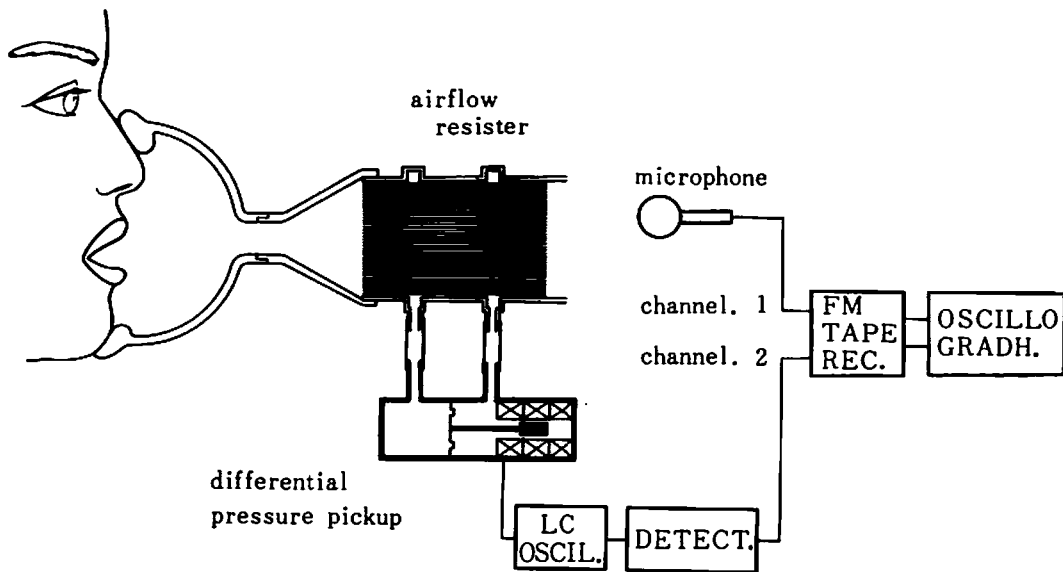 airflow
resister
microphone
channel. 1
channel. 2
FM
TAPE
REC.
OSCILLO
GRADH.
differential
pressure pickup
LC
OSCIL.
DETECT.